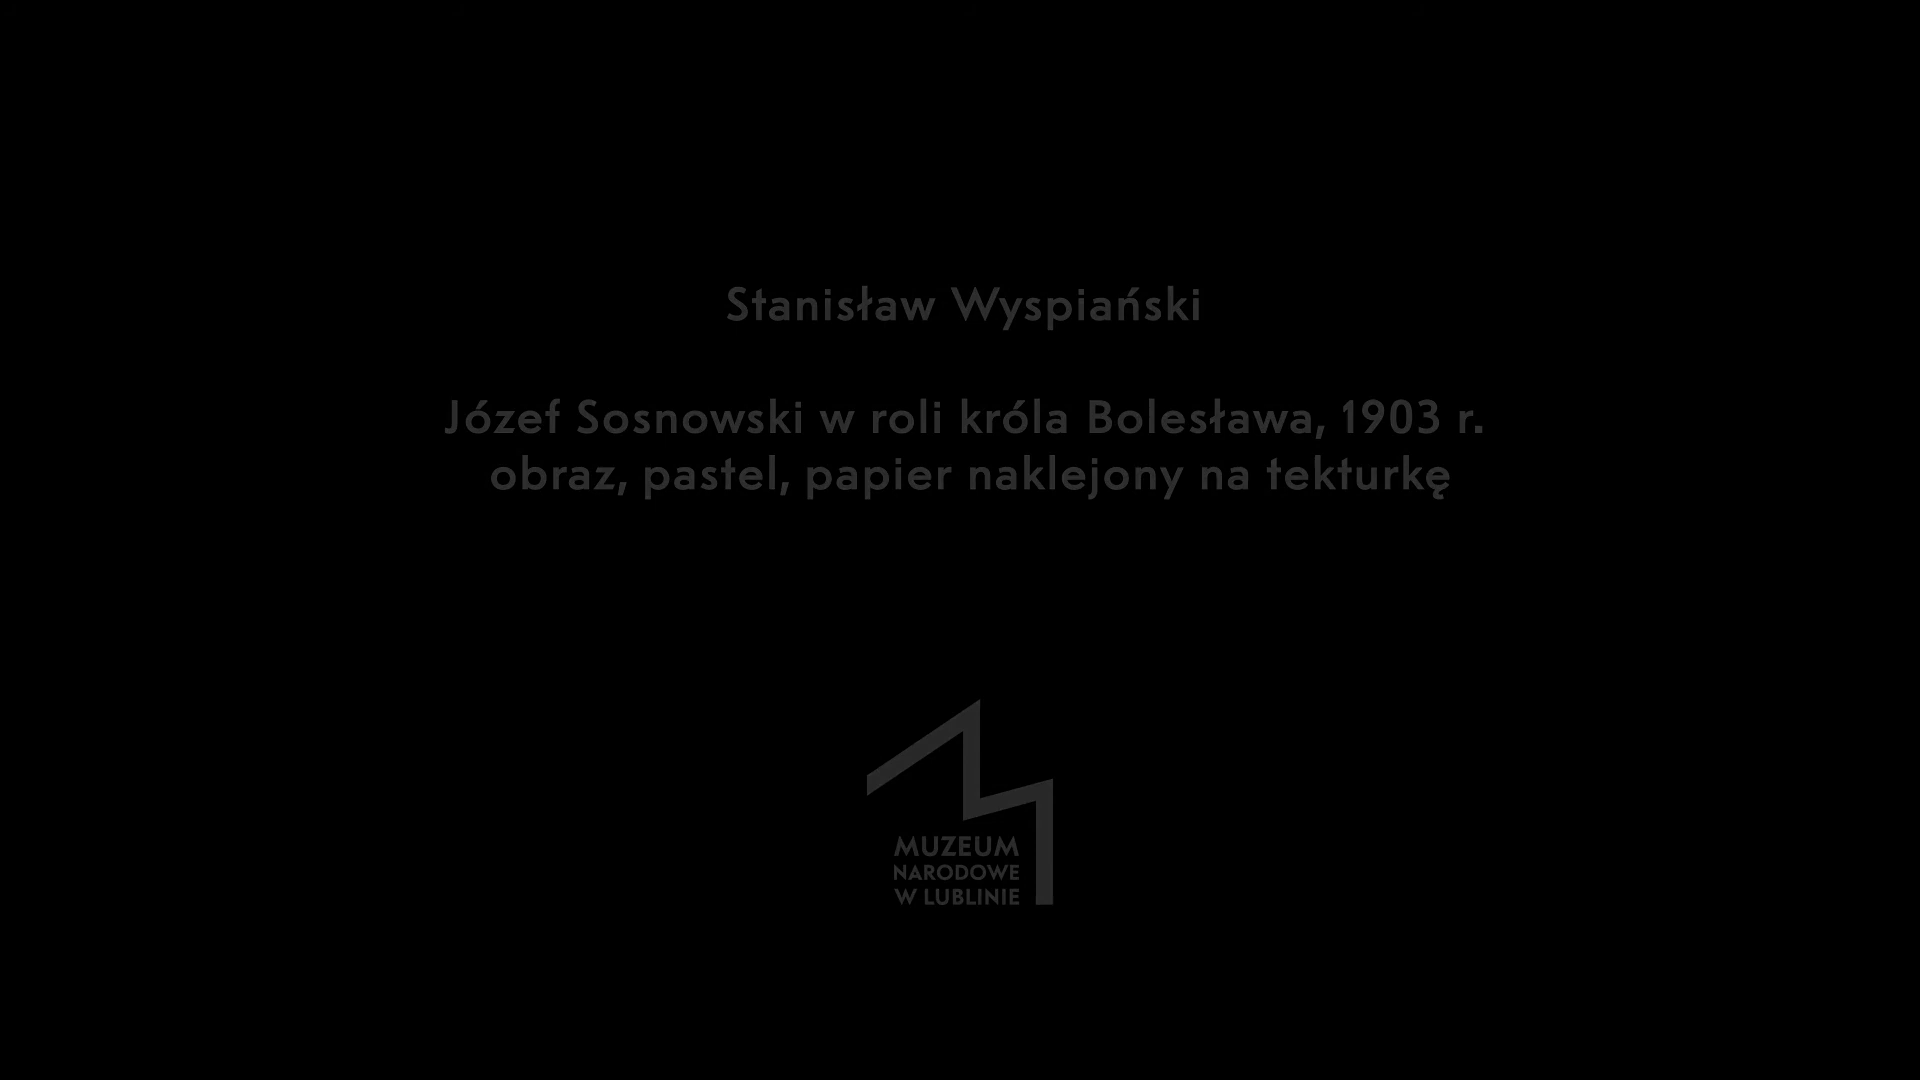 Stanisław Wyspiański
Józef Sosnowski w roli króla Bolesława, 1903 r.
obraz, pastel, papier naklejony na tekturkę
MUZEUM
NARODOWE
W LUBLINIE